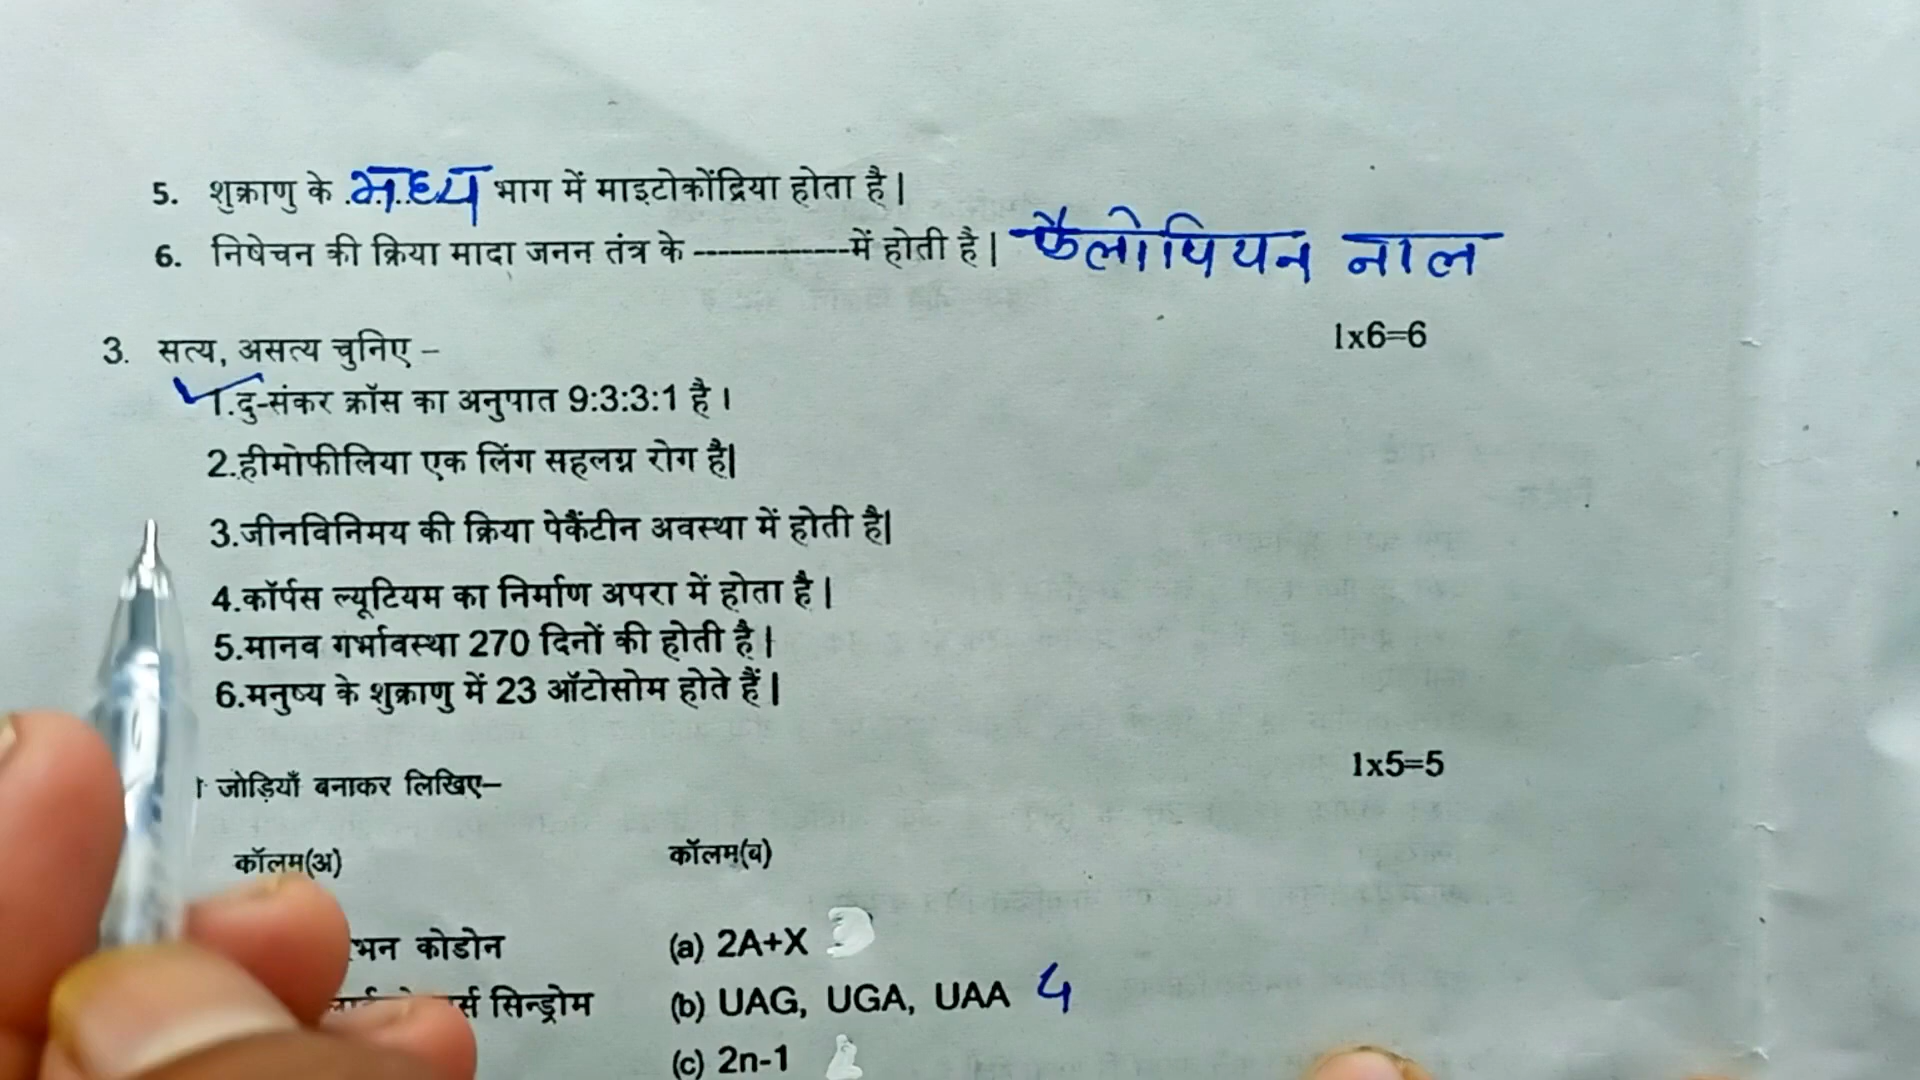 5. शुक्राणु के मध्य भाग में माइटोकोंद्रिया होता है |
6. निषेचन की क्रिया मादा जनन तंत्र के -------------में होती है | फैलोपियन नाल
1x6=6
3. सत्य, असत्य चुनिए –
1.दु-संकर क्रॉस का अनुपात 9:3:3:1 है ।
2.हीमोफीलिया एक लिंग सहलग्न रोग है|
3.जीनविनिमय की क्रिया पेकैंटीन अवस्था में होती है|
4.कॉर्पस ल्यूटियम का निर्माण अपरा में होता है |
5.मानव गर्भावस्था 270 दिनों की होती है |
6.मनुष्य के शुक्राणु में 23 ऑटोसोम होते हैं |
1x5=5
जोड़ियाँ बनाकर लिखिए–
कॉलम(अ) कॉलम(ब)
कोडोन (a) 2A+X 3
सिन्ड्रोम (b) UAG, UGA, UAA 4
(c) 2n-1